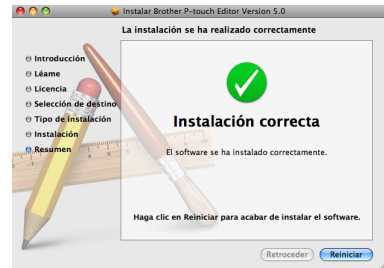 Instalar Brother P-touch Editor Version 5.0
La instalación se ha realizado correctamente
Introducción
Léame
Licencia
Selección de destino
Tipo de instalación
Instalación
Resumen
Instalación correcta
El software se ha instalado correctamente.
Haga clic en Reiniciar para acabar de instalar el software.
Retroceder
Reiniciar